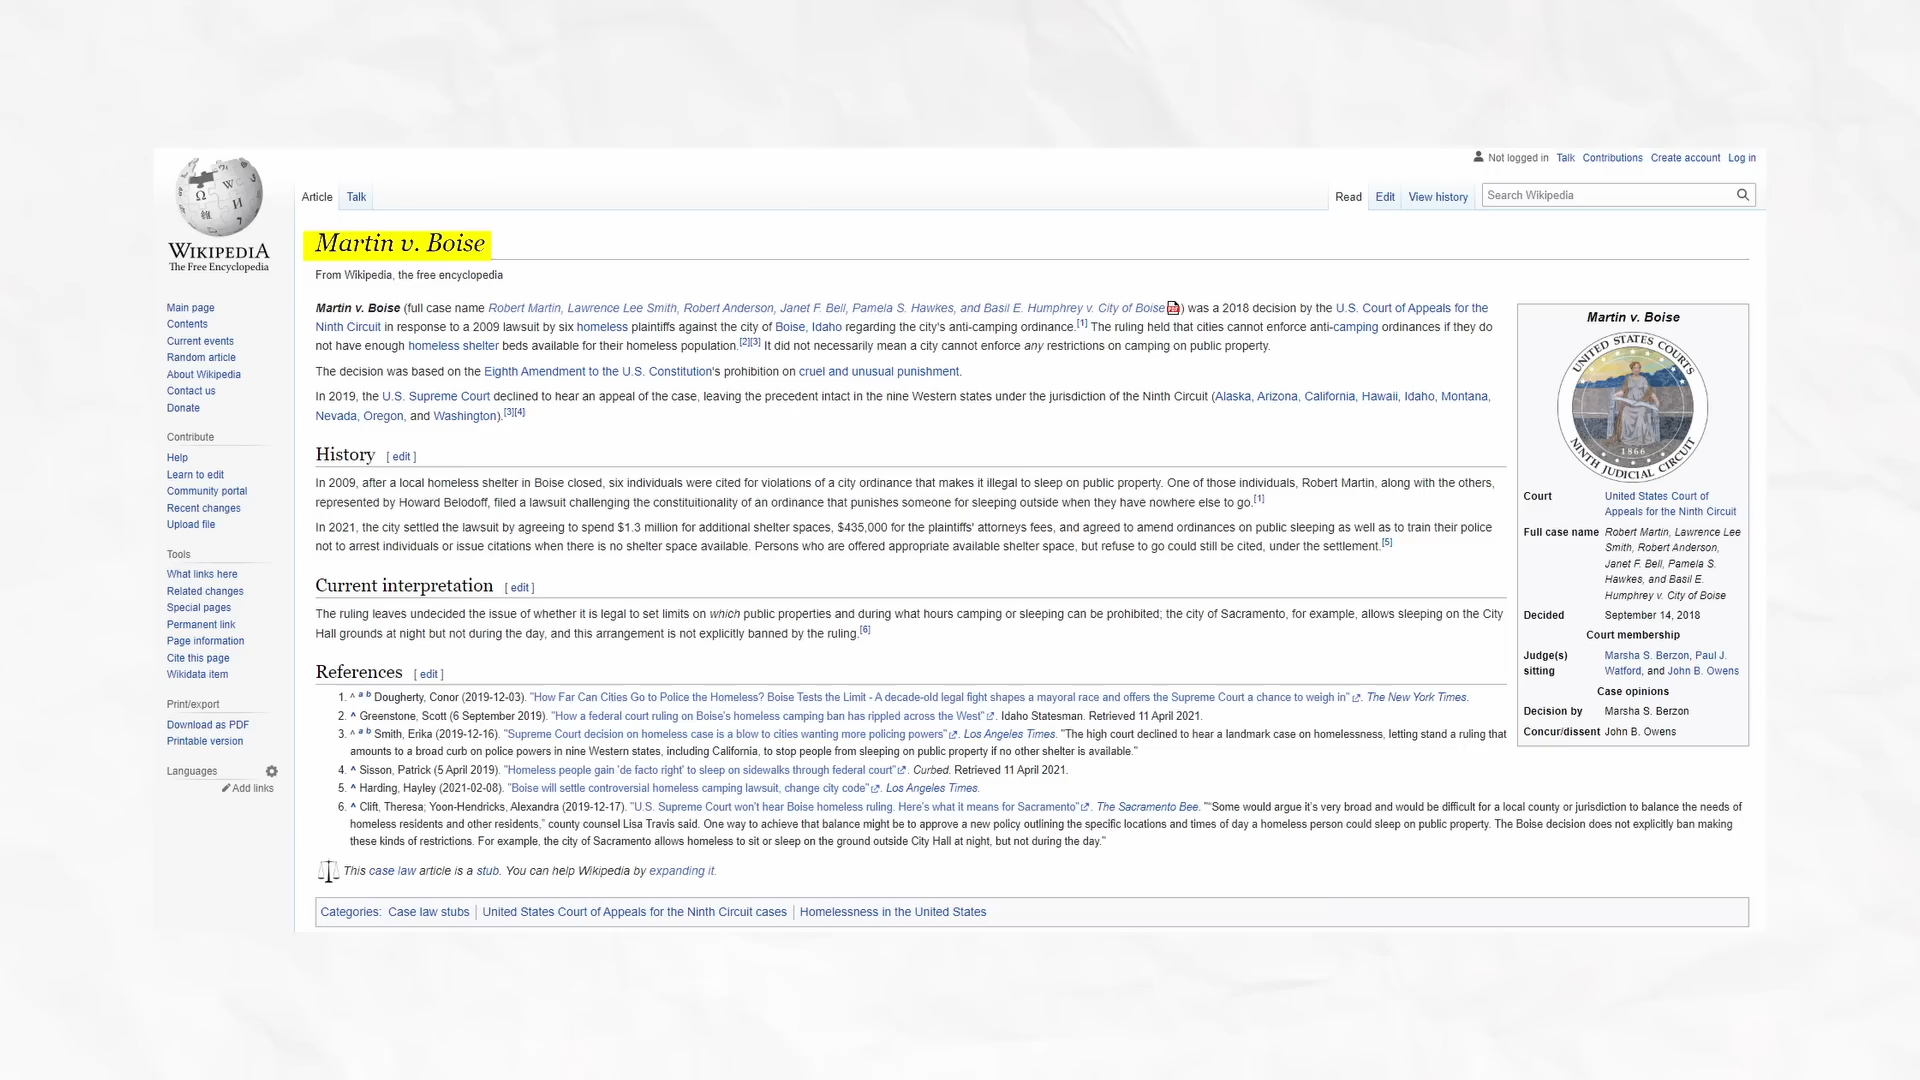 Not logged in Talk Contributions Create account Log in
Article Talk Read Edit View history Search Wikipedia
WIKIPEDIA
The Free Encyclopedia
Main page
Contents
Current events
Random article
About Wikipedia
Contact us
Donate
Contribute
Help
Learn to edit
Community portal
Recent changes
Upload file
Tools
What links here
Related changes
Special pages
Permanent link
Page information
Cite this page
Wikidata item
Print/export
Download as PDF
Printable version
Languages
Add links
Martin v. Boise
From Wikipedia, the free encyclopedia
Martin v. Boise (full case name Robert Martin, Lawrence Lee Smith, Robert Anderson, Janet F. Bell, Pamela S. Hawkes, and Basil E. Humphrey v. City of Boise) was a 2018 decision by the U.S. Court of Appeals for the
Ninth Circuit in response to a 2009 lawsuit by six homeless plaintiffs against the city of Boise, Idaho regarding the city's anti-camping ordinance.[1] The ruling held that cities cannot enforce anti-camping ordinances if they do
not have enough homeless shelter beds available for their homeless population.[2][3] It did not necessarily mean a city cannot enforce any restrictions on camping on public property.
The decision was based on the Eighth Amendment to the U.S. Constitution's prohibition on cruel and unusual punishment.
In 2019, the U.S. Supreme Court declined to hear an appeal of the case, leaving the precedent intact in the nine Western states under the jurisdiction of the Ninth Circuit (Alaska, Arizona, California, Hawaii, Idaho, Montana,
Nevada, Oregon, and Washington).[3][4]
History [ edit ]
In 2009, after a local homeless shelter in Boise closed, six individuals were cited for violations of a city ordinance that makes it illegal to sleep on public property. One of those individuals, Robert Martin, along with the others,
represented by Howard Belodoff, filed a lawsuit challenging the constituitionality of an ordinance that punishes someone for sleeping outside when they have nowhere else to go.[1]
In 2021, the city settled the lawsuit by agreeing to spend $1.3 million for additional shelter spaces, $435,000 for the plaintiffs' attorneys fees, and agreed to amend ordinances on public sleeping as well as to train their police
not to arrest individuals or issue citations when there is no shelter space available. Persons who are offered appropriate available shelter space, but refuse to go could still be cited, under the settlement.[5]
Current interpretation [ edit ]
The ruling leaves undecided the issue of whether it is legal to set limits on which public properties and during what hours camping or sleeping can be prohibited; the city of Sacramento, for example, allows sleeping on the City
Hall grounds at night but not during the day, and this arrangement is not explicitly banned by the ruling.[6]
References [ edit ]
1. ^ a b Dougherty, Conor (2019-12-03). "How Far Can Cities Go to Police the Homeless? Boise Tests the Limit - A decade-old legal fight shapes a mayoral race and offers the Supreme Court a chance to weigh in". The New York Times.
2. ^ Greenstone, Scott (6 September 2019). "How a federal court ruling on Boise's homeless camping ban has rippled across the West". Idaho Statesman. Retrieved 11 April 2021.
3. ^ a b Smith, Erika (2019-12-16). "Supreme Court decision on homeless case is a blow to cities wanting more policing powers". Los Angeles Times. "The high court declined to hear a landmark case on homelessness, letting stand a ruling that
amounts to a broad curb on police powers in nine Western states, including California, to stop people from sleeping on public property if no other shelter is available."
4. ^ Sisson, Patrick (5 April 2019). "Homeless people gain 'de facto right' to sleep on sidewalks through federal court". Curbed. Retrieved 11 April 2021.
5. ^ Harding, Hayley (2021-02-08). "Boise will settle controversial homeless camping lawsuit, change city code". Los Angeles Times.
6. ^ Clift, Theresa; Yoon-Hendricks, Alexandra (2019-12-17). "U.S. Supreme Court won't hear Boise homeless ruling. Here's what it means for Sacramento". The Sacramento Bee. "“Some would argue it's very broad and would be difficult for a local county or jurisdiction to balance the needs of
homeless residents and other residents,” county counsel Lisa Travis said. One way to achieve that balance might be to approve a new policy outlining the specific locations and times of day a homeless person could sleep on public property. The Boise decision does not explicitly ban making
these kinds of restrictions. For example, the city of Sacramento allows homeless to sit or sleep on the ground outside City Hall at night, but not during the day."
This case law article is a stub. You can help Wikipedia by expanding it.
Categories: Case law stubs | United States Court of Appeals for the Ninth Circuit cases | Homelessness in the United States
Martin v. Boise
UNITED STATES COURTS
1866
NINTH JUDICIAL CIRCUIT
Court United States Court of
Appeals for the Ninth Circuit
Full case name Robert Martin, Lawrence Lee
Smith, Robert Anderson,
Janet F. Bell, Pamela S.
Hawkes, and Basil E.
Humphrey v. City of Boise
Decided September 14, 2018
Court membership
Judge(s) Marsha S. Berzon, Paul J.
sitting Watford, and John B. Owens
Case opinions
Decision by Marsha S. Berzon
Concur/dissent John B. Owens